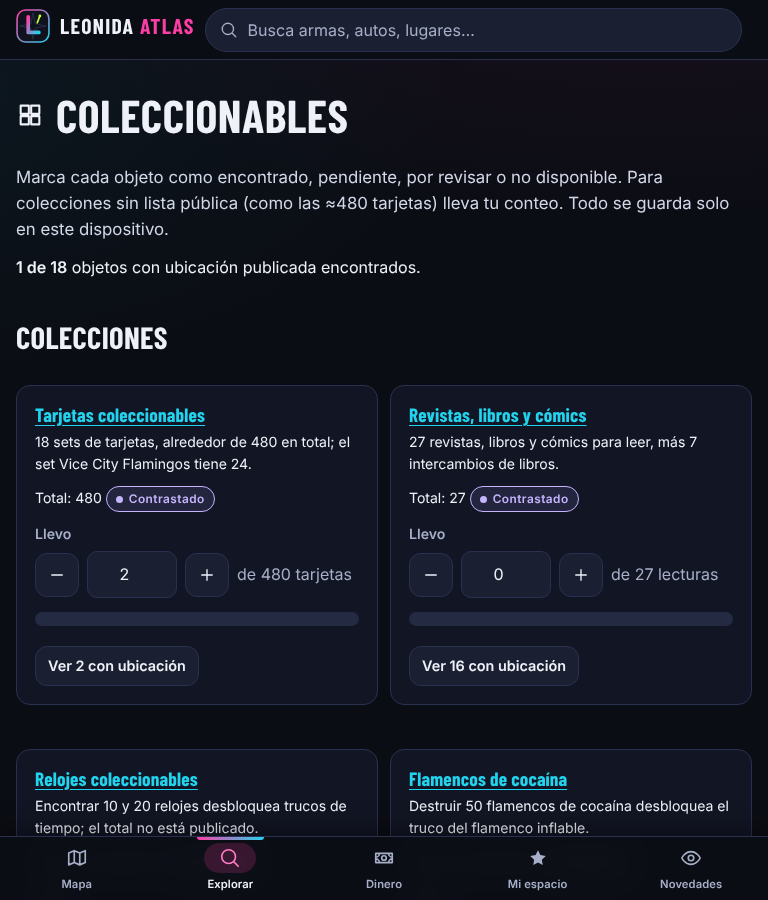 LEONIDA ATLAS
Busca armas, autos, lugares...
COLECCIONABLES
Marca cada objeto como encontrado, pendiente, por revisar o no disponible. Para
colecciones sin lista pública (como las ≈480 tarjetas) lleva tu conteo. Todo se guarda solo
en este dispositivo.
1 de 18 objetos con ubicación publicada encontrados.
COLECCIONES
Tarjetas coleccionables
18 sets de tarjetas, alrededor de 480 en total; el
set Vice City Flamingos tiene 24.
Total: 480 Contrastado
Llevo
− 2 + de 480 tarjetas
Ver 2 con ubicación
Revistas, libros y cómics
27 revistas, libros y cómics para leer, más 7
intercambios de libros.
Total: 27 Contrastado
Llevo
− 0 + de 27 lecturas
Ver 16 con ubicación
Relojes coleccionables
Encontrar 10 y 20 relojes desbloquea trucos de
tiempo; el total no está publicado.
Flamencos de cocaína
Destruir 50 flamencos de cocaína desbloquea el
truco del flamenco inflable.
Mapa
Explorar
Dinero
Mi espacio
Novedades